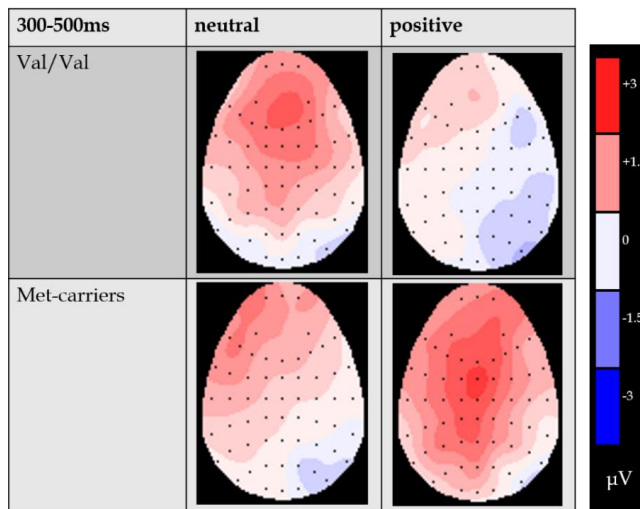 300-500ms neutral positive
Val/Val
Met-carriers
+3
+1.
0
-1.5
-3
µV